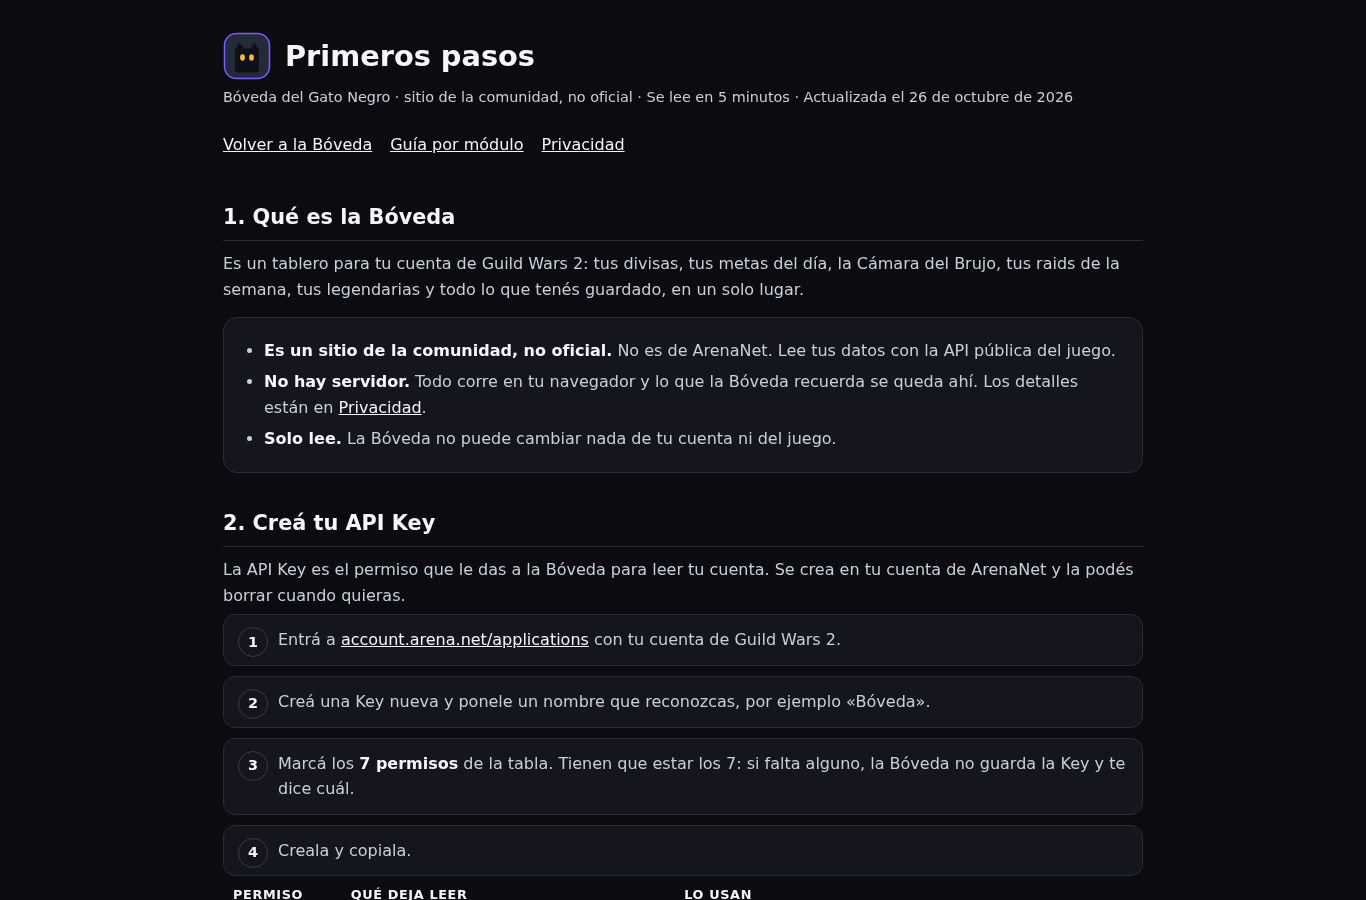 Primeros pasos
Bóveda del Gato Negro · sitio de la comunidad, no oficial · Se lee en 5 minutos · Actualizada el 26 de octubre de 2026
Volver a la Bóveda Guía por módulo Privacidad
1. Qué es la Bóveda
Es un tablero para tu cuenta de Guild Wars 2: tus divisas, tus metas del día, la Cámara del Brujo, tus raids de la
semana, tus legendarias y todo lo que tenés guardado, en un solo lugar.
• Es un sitio de la comunidad, no oficial. No es de ArenaNet. Lee tus datos con la API pública del juego.
• No hay servidor. Todo corre en tu navegador y lo que la Bóveda recuerda se queda ahí. Los detalles
están en Privacidad.
• Solo lee. La Bóveda no puede cambiar nada de tu cuenta ni del juego.
2. Creá tu API Key
La API Key es el permiso que le das a la Bóveda para leer tu cuenta. Se crea en tu cuenta de ArenaNet y la podés
borrar cuando quieras.
1 Entrá a account.arena.net/applications con tu cuenta de Guild Wars 2.
2 Creá una Key nueva y ponele un nombre que reconozcas, por ejemplo «Bóveda».
3 Marcá los 7 permisos de la tabla. Tienen que estar los 7: si falta alguno, la Bóveda no guarda la Key y te
dice cuál.
4 Creala y copiala.
PERMISO QUÉ DEJA LEER LO USAN